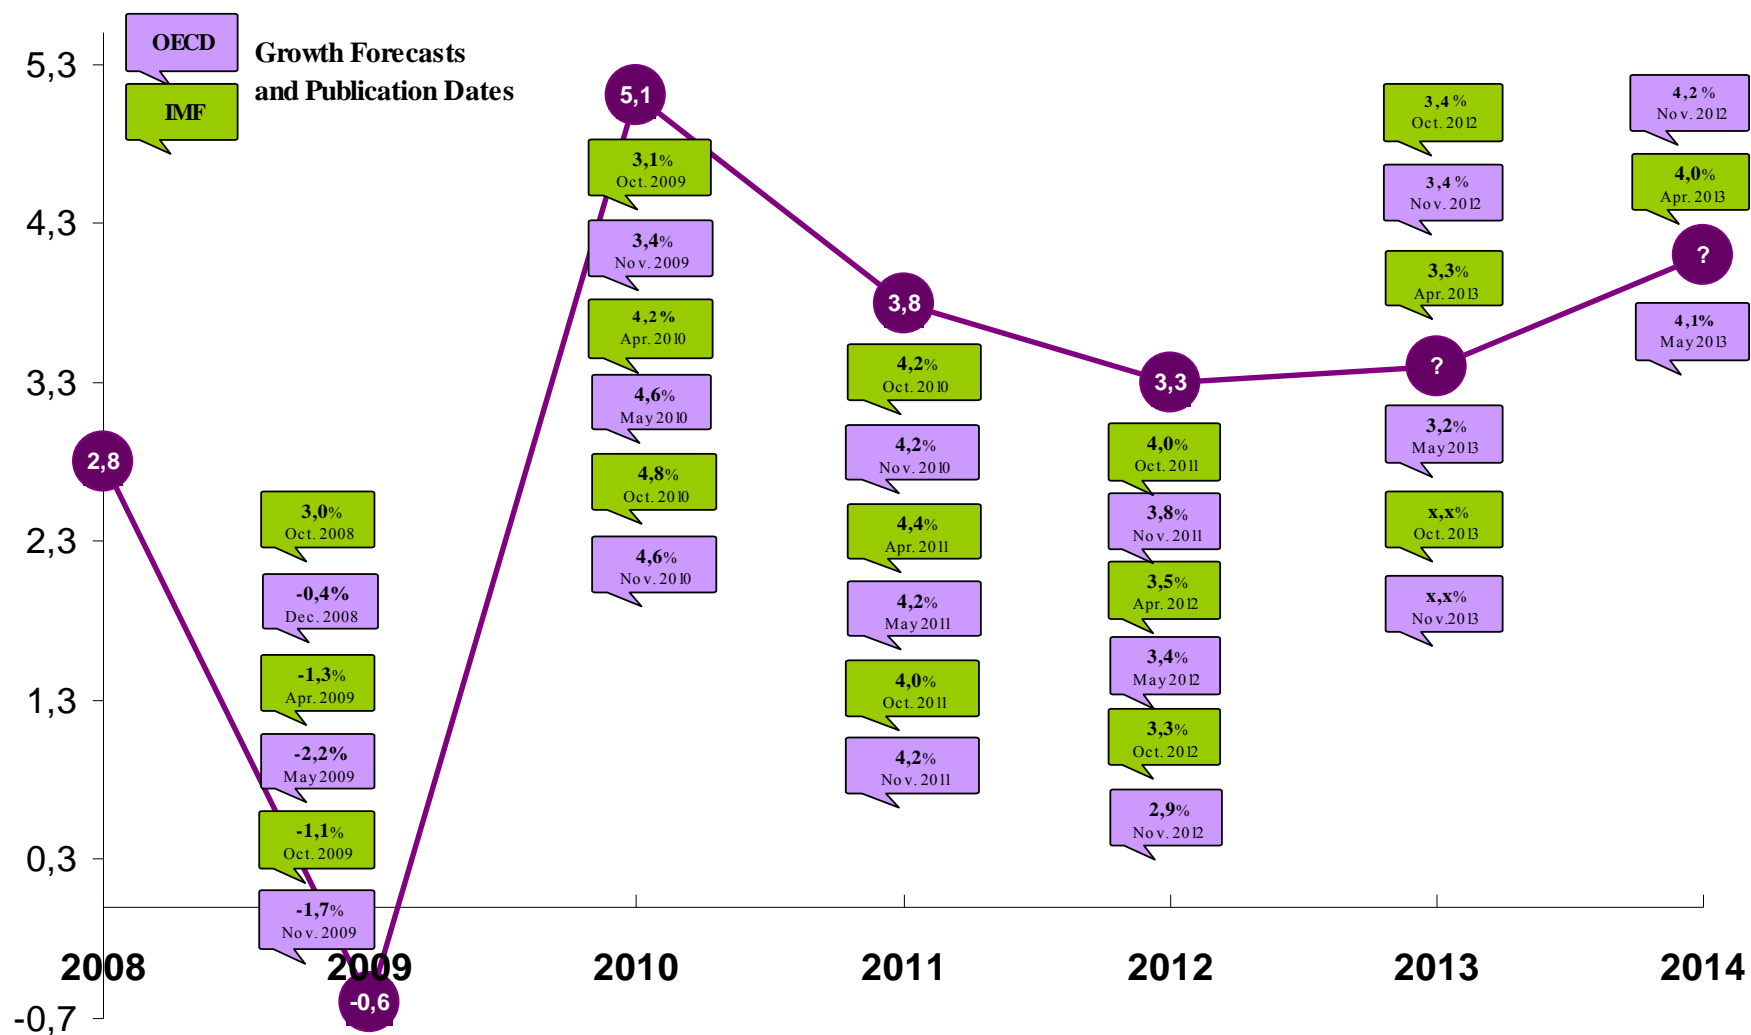 OECD
IMF
Growth Forecasts
and Publication Dates
5,3
4,3
3,3
2,3
1,3
0,3
-0,7
2,8
3,0%
Oct. 2008
-0,4%
Dec. 2008
-1,3%
Apr. 2009
-2,2%
May 2009
-1,1%
Oct. 2009
-1,7%
Nov. 2009
-0,6
5,1
3,1%
Oct. 2009
3,4%
Nov. 2009
4,2%
Apr. 2010
4,6%
May 2010
4,8%
Oct. 2010
4,6%
Nov. 2010
3,8
4,2%
Oct. 2010
4,2%
Nov. 2010
4,4%
Apr. 2011
4,2%
May 2011
4,0%
Oct. 2011
4,2%
Nov. 2011
3,3
4,0%
Oct. 2011
3,8%
Nov. 2011
3,5%
Apr. 2012
3,4%
May 2012
3,3%
Oct. 2012
2,9%
Nov. 2012
3,4%
Oct. 2012
3,4%
Nov. 2012
3,3%
Apr. 2013
?
3,2%
May 2013
x,x%
Oct. 2013
x,x%
Nov.2013
4,2%
Nov. 2012
4,0%
Apr. 2013
?
4,1%
May 2013
2008 2009 2010 2011 2012 2013 2014